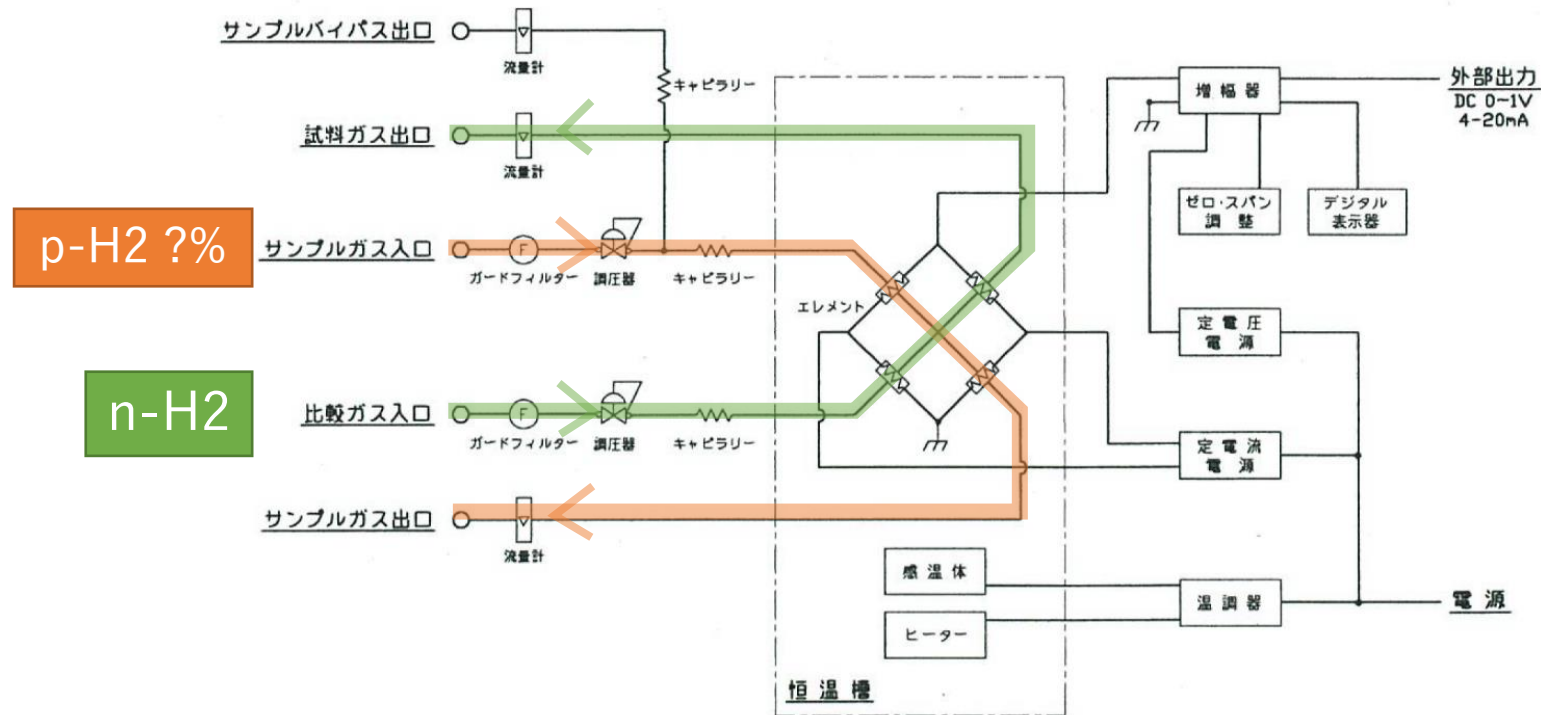 サンプルバイパス出口
流量計
キャピラリー
増幅器
外部出力
DC 0-1V
4-20mA
試料ガス出口
流量計
ゼロ・スパン
調整
デジタル
表示器
p-H2 ?%
サンプルガス入口
F
ガードフィルター
調圧器
キャピラリー
エレメント
定電圧
電源
n-H2
比較ガス入口
F
ガードフィルター
調圧器
キャピラリー
定電流
電源
サンプルガス出口
流量計
感温体
温調器
電源
ヒーター
恒温槽